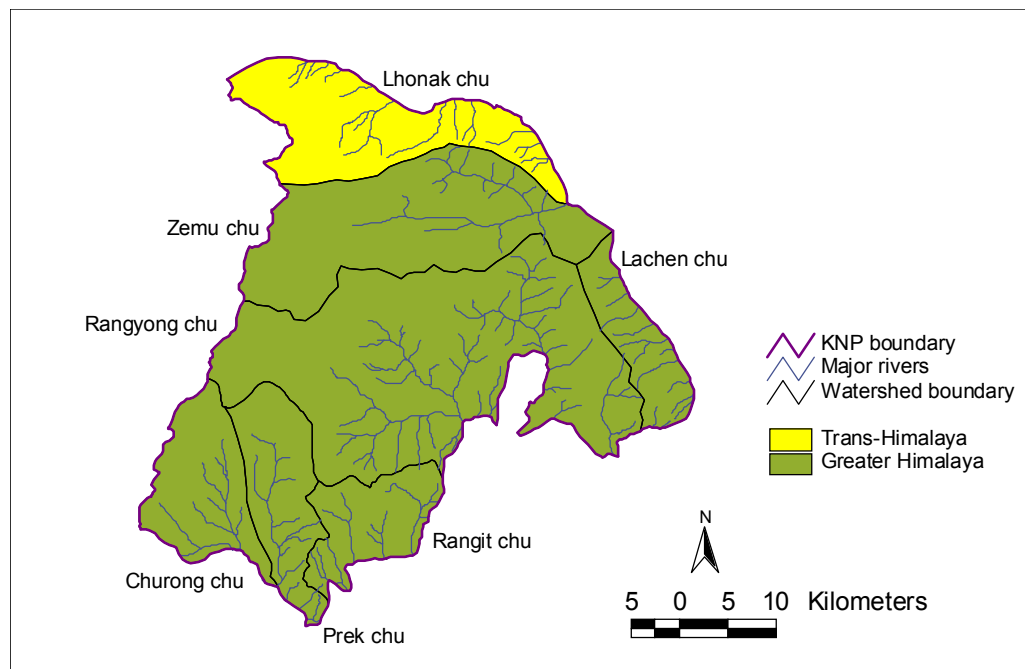 Lhonak chu
Zemu chu
Lachen chu
Rangyong chu
KNP boundary
Major rivers
Watershed boundary
Trans-Himalaya
Greater Himalaya
N
Rangit chu
Churong chu
Prek chu
5 0 5 10 Kilometers